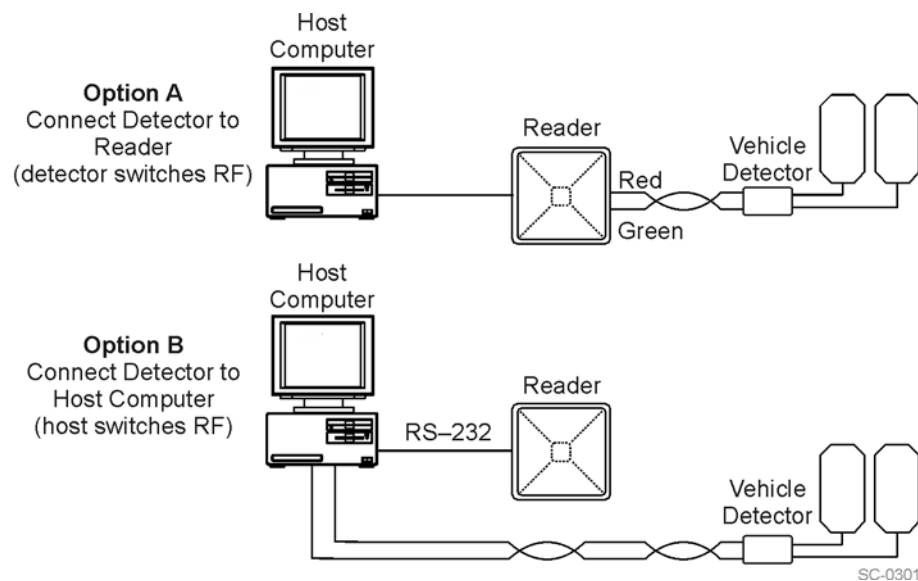 Host
Computer
Option A
Connect Detector to
Reader
(detector switches RF)
Reader
Red
Green
Vehicle
Detector
Host
Computer
Option B
Connect Detector to
Host Computer
(host switches RF)
RS–232
Reader
Vehicle
Detector
SC-0301